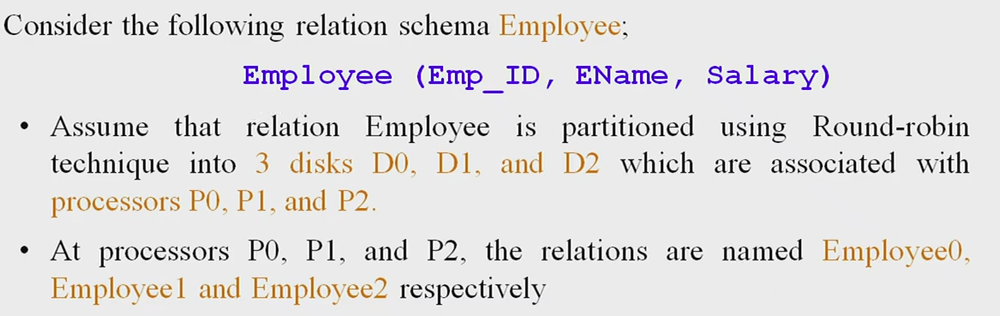 Consider the following relation schema Employee;
Employee (Emp_ID, EName, Salary)
• Assume that relation Employee is partitioned using Round-robin
technique into 3 disks D0, D1, and D2 which are associated with
processors P0, P1, and P2.
• At processors P0, P1, and P2, the relations are named Employee0,
Employee1 and Employee2 respectively